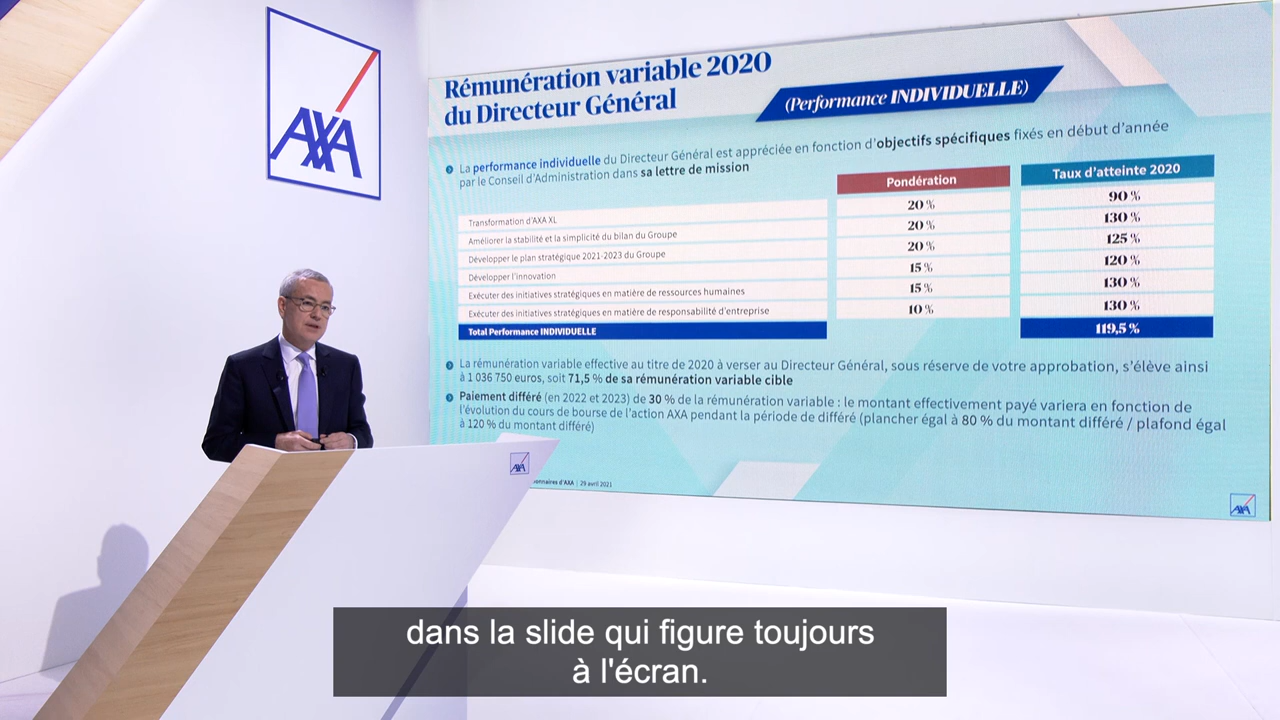 AXA
Rémunération variable 2020
du Directeur Général
(Performance INDIVIDUELLE)
La performance individuelle du Directeur Général est appréciée en fonction d'objectifs spécifiques fixés en début d'année
par le Conseil d'Administration dans sa lettre de mission
Pondération
Taux d'atteinte 2020
Transformation d'AXA XL
20 %
90 %
Améliorer la stabilité et la simplicité du bilan du Groupe
20 %
130 %
Développer le plan stratégique 2021-2023 du Groupe
20 %
125 %
Développer l'innovation
15 %
120 %
Exécuter des initiatives stratégiques en matière de ressources humaines
15 %
130 %
Exécuter des initiatives stratégiques en matière de responsabilité d'entreprise
10 %
130 %
Total Performance INDIVIDUELLE
119,5 %
La rémunération variable effective au titre de 2020 à verser au Directeur Général, sous réserve de votre approbation, s'élève ainsi
à 1 036 750 euros, soit 71,5 % de sa rémunération variable cible
Paiement différé (en 2022 et 2023) de 30 % de la rémunération variable : le montant effectivement payé variera en fonction de
l'évolution du cours de bourse de l'action AXA pendant la période de différé (plancher égal à 80 % du montant différé / plafond égal
à 120 % du montant différé)
AXA
d'AXA | 29 avril 2021
AXA
dans la slide qui figure toujours
à l'écran.